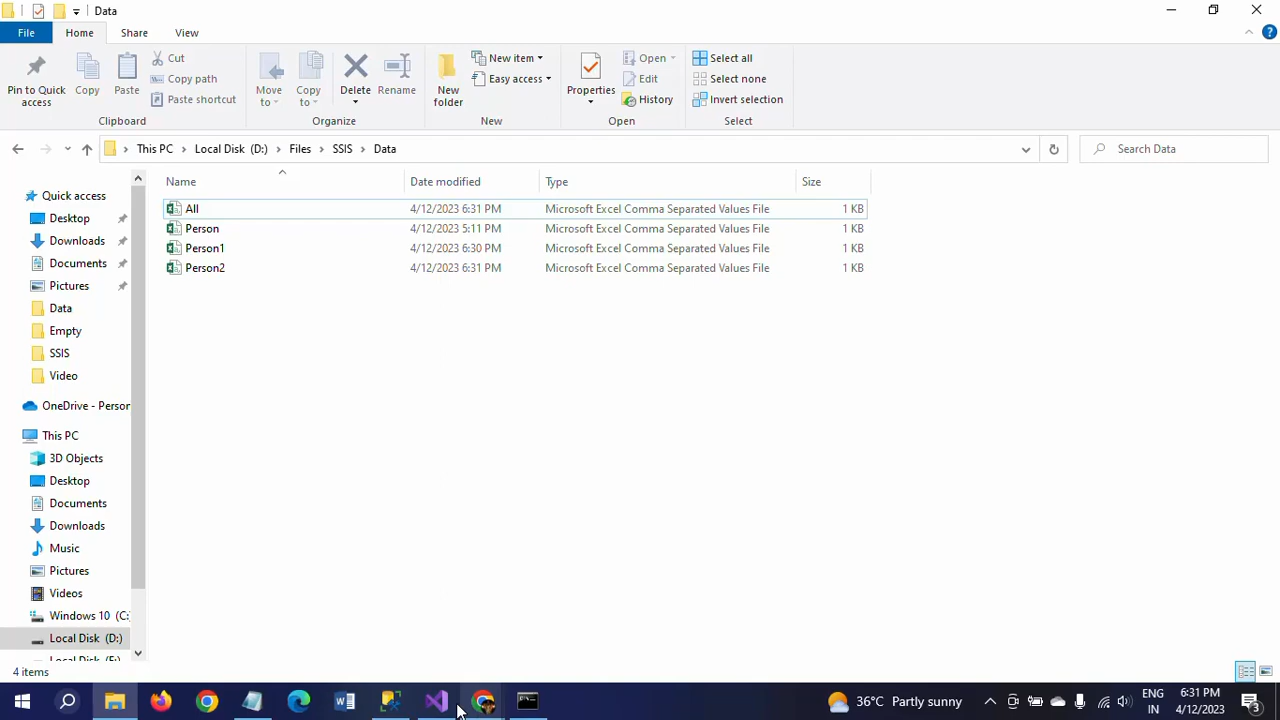 Data
File
Home
Share
View
Pin to Quick
access
Copy
Paste
Cut
Copy path
Paste shortcut
Clipboard
Move
to
Copy
to
Delete
Rename
Organize
New
folder
New item
Easy access
New
Properties
Open
Edit
History
Open
Select all
Select none
Invert selection
Select
This PC
Local Disk (D:)
Files
SSIS
Data
Search Data
Name
Date modified
Type
Size
All 4/12/2023 6:31 PM Microsoft Excel Comma Separated Values File 1 KB
Person 4/12/2023 5:11 PM Microsoft Excel Comma Separated Values File 1 KB
Person1 4/12/2023 6:30 PM Microsoft Excel Comma Separated Values File 1 KB
Person2 4/12/2023 6:31 PM Microsoft Excel Comma Separated Values File 1 KB
Quick access
Desktop
Downloads
Documents
Pictures
Data
Empty
SSIS
Video
OneDrive - Person
This PC
3D Objects
Desktop
Documents
Downloads
Music
Pictures
Videos
Windows 10 (C:
Local Disk (D:)
4 items
36°C Partly sunny
ENG
IN
6:31 PM
4/12/2023
3